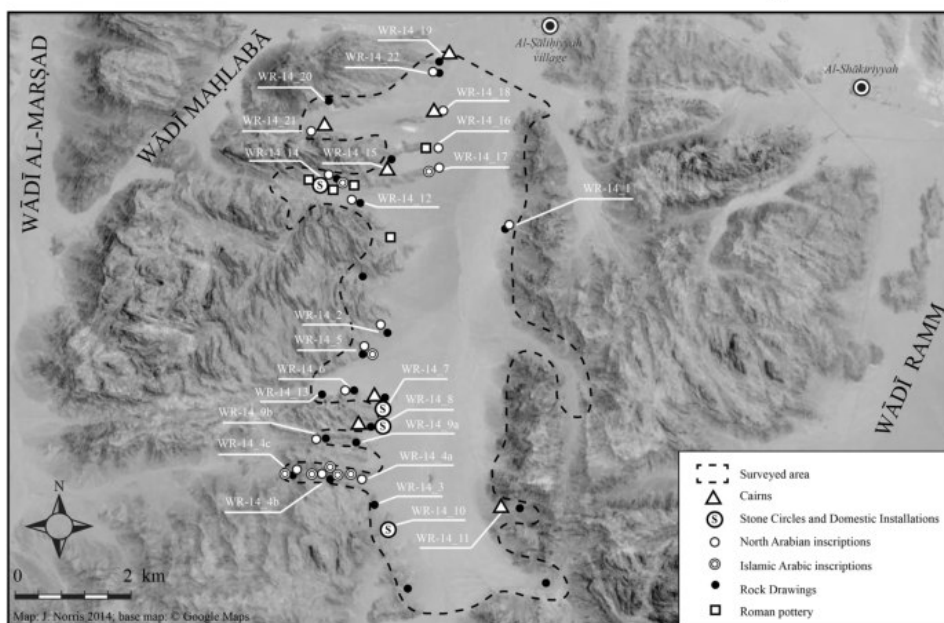 WR-14_19
Al-Ṣāliḥiyyah
village
WR-14_22
Al-Shākiriyyah
WR-14_20
WR-14_18
WR-14_21
WR-14_16
WR-14_14
WR-14_15
WR-14_17
WR-14_12
WR-14_1
WĀDĪ AL-MARṢAD
WĀDĪ MAḤLABĀ
WĀDĪ RAMM
WR-14_2
WR-14_5
WR-14_6
WR-14_7
WR-14_13
WR-14_8
WR-14_9b
WR-14_9a
WR-14_4c
WR-14_4a
WR-14_4b
WR-14_3
WR-14_10
WR-14_11
S
S
S
S
N
0 2 km
Map: J. Norris 2014; base map: © Google Maps
Surveyed area
Cairns
S Stone Circles and Domestic Installations
North Arabian inscriptions
Islamic Arabic inscriptions
Rock Drawings
Roman pottery